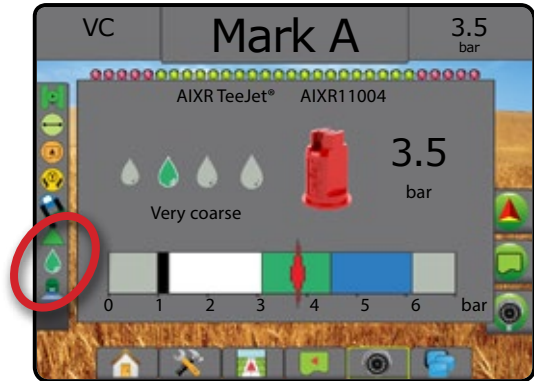 VC Mark A 3.5
bar
AIXR TeeJet® AIXR11004
3.5
bar
Very coarse
0 1 2 3 4 5 6 bar